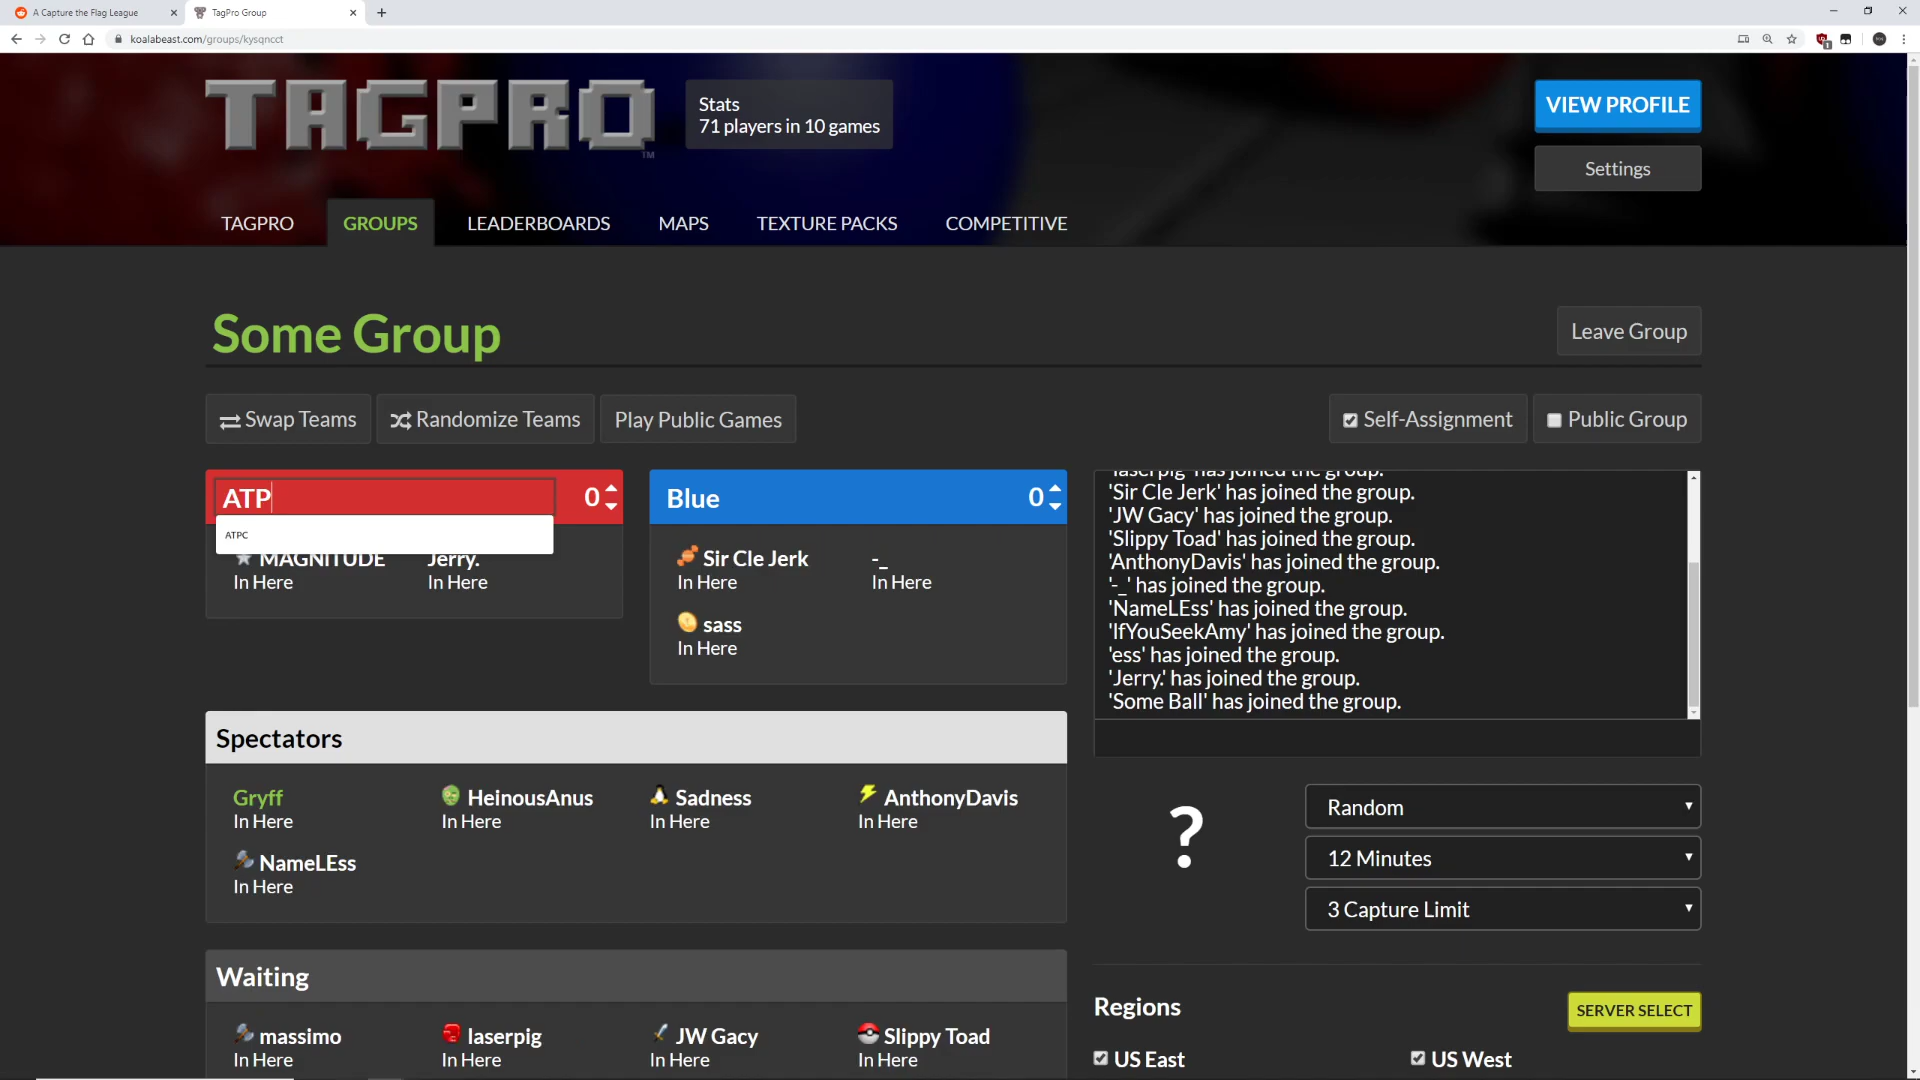 A Capture the Flag League
TagPro Group
koalabeast.com/groups/kysqncct
TAGPRO
TM
Stats
71 players in 10 games
VIEW PROFILE
Settings
TAGPRO
GROUPS
LEADERBOARDS
MAPS
TEXTURE PACKS
COMPETITIVE
Some Group
Leave Group
Swap Teams
Randomize Teams
Play Public Games
Self-Assignment
Public Group
ATP
0
ATPC
MAGNITUDE
In Here
Jerry.
In Here
Blue
0
Sir Cle Jerk
In Here
-_
In Here
sass
In Here
'laserpig' has joined the group.
'Sir Cle Jerk' has joined the group.
'JW Gacy' has joined the group.
'Slippy Toad' has joined the group.
'AnthonyDavis' has joined the group.
'-_' has joined the group.
'NameLEss' has joined the group.
'IfYouSeekAmy' has joined the group.
'ess' has joined the group.
'Jerry.' has joined the group.
'Some Ball' has joined the group.
Spectators
Gryff
In Here
HeinousAnus
In Here
Sadness
In Here
AnthonyDavis
In Here
NameLEss
In Here
?
Random
12 Minutes
3 Capture Limit
Waiting
massimo
In Here
laserpig
In Here
JW Gacy
In Here
Slippy Toad
In Here
Regions
SERVER SELECT
US East
US West